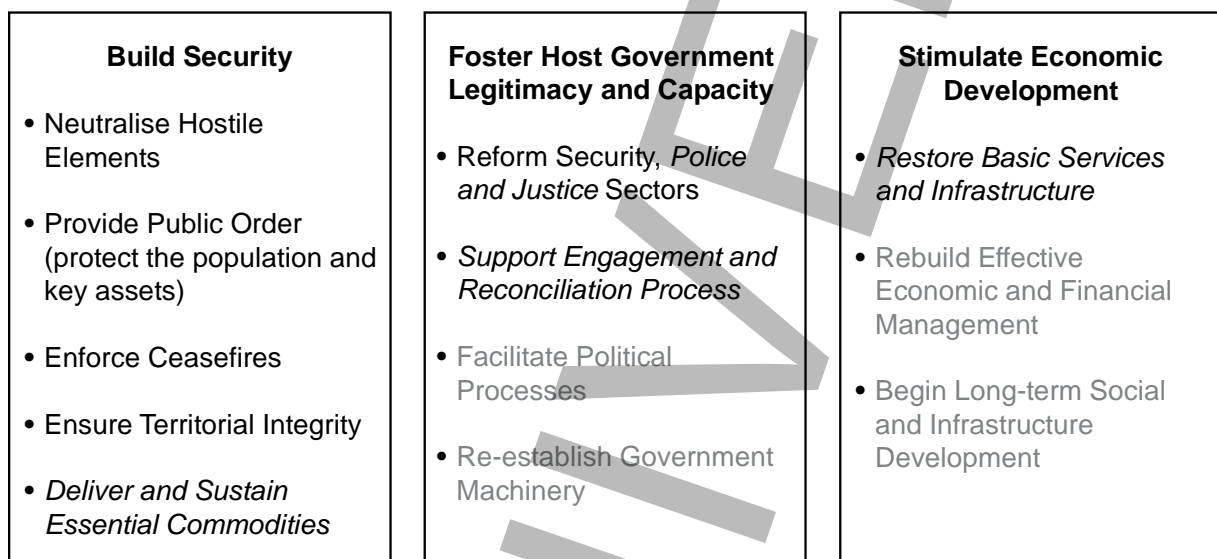 Build Security
• Neutralise Hostile
Elements
• Provide Public Order
(protect the population and
key assets)
• Enforce Ceasefires
• Ensure Territorial Integrity
• Deliver and Sustain
Essential Commodities
Foster Host Government
Legitimacy and Capacity
• Reform Security, Police
and Justice Sectors
• Support Engagement and
Reconciliation Process
• Facilitate Political
Processes
• Re-establish Government
Machinery
Stimulate Economic
Development
• Restore Basic Services
and Infrastructure
• Rebuild Effective
Economic and Financial
Management
• Begin Long-term Social
and Infrastructure
Development